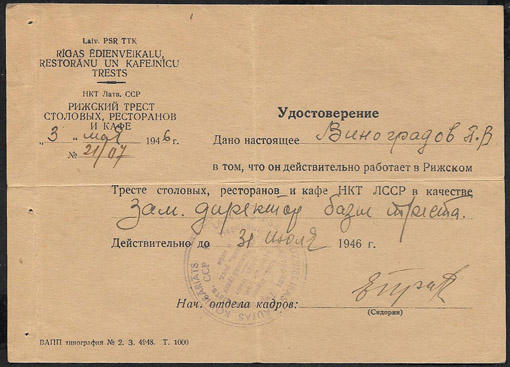 Latv. PSR TTK
RĪGAS ĒDIENVEIKALU,
RESTORĀNU UN KAFEJNĪCU
TRESTS
НКТ Латв. ССР
РИЖСКИЙ ТРЕСТ
СТОЛОВЫХ, РЕСТОРАНОВ
И КАФЕ
„3 “ мая 1946 г.
№ 21/07
Удостоверение
Дано настоящее Виноградов
в том, что он действительно работает в Рижском
Тресте столовых, ресторанов и кафе НКТ ЛССР в качестве
Зам. директор базы треста.
Действительно до 31 июля 1946 г.
Нач. отдела кадров:
(Сидорин)
ВАПП типография № 2. З. 4248. Т. 1000